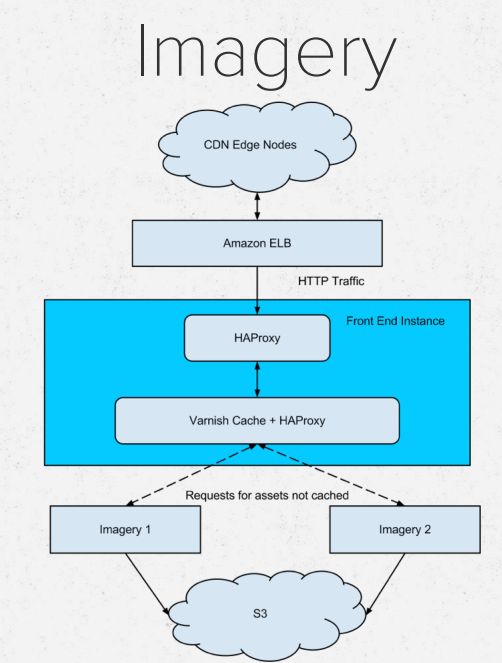 Imagery
CDN Edge Nodes
Amazon ELB
HTTP Traffic
Front End Instance
HAProxy
Varnish Cache + HAProxy
Requests for assets not cached
Imagery 1
Imagery 2
S3